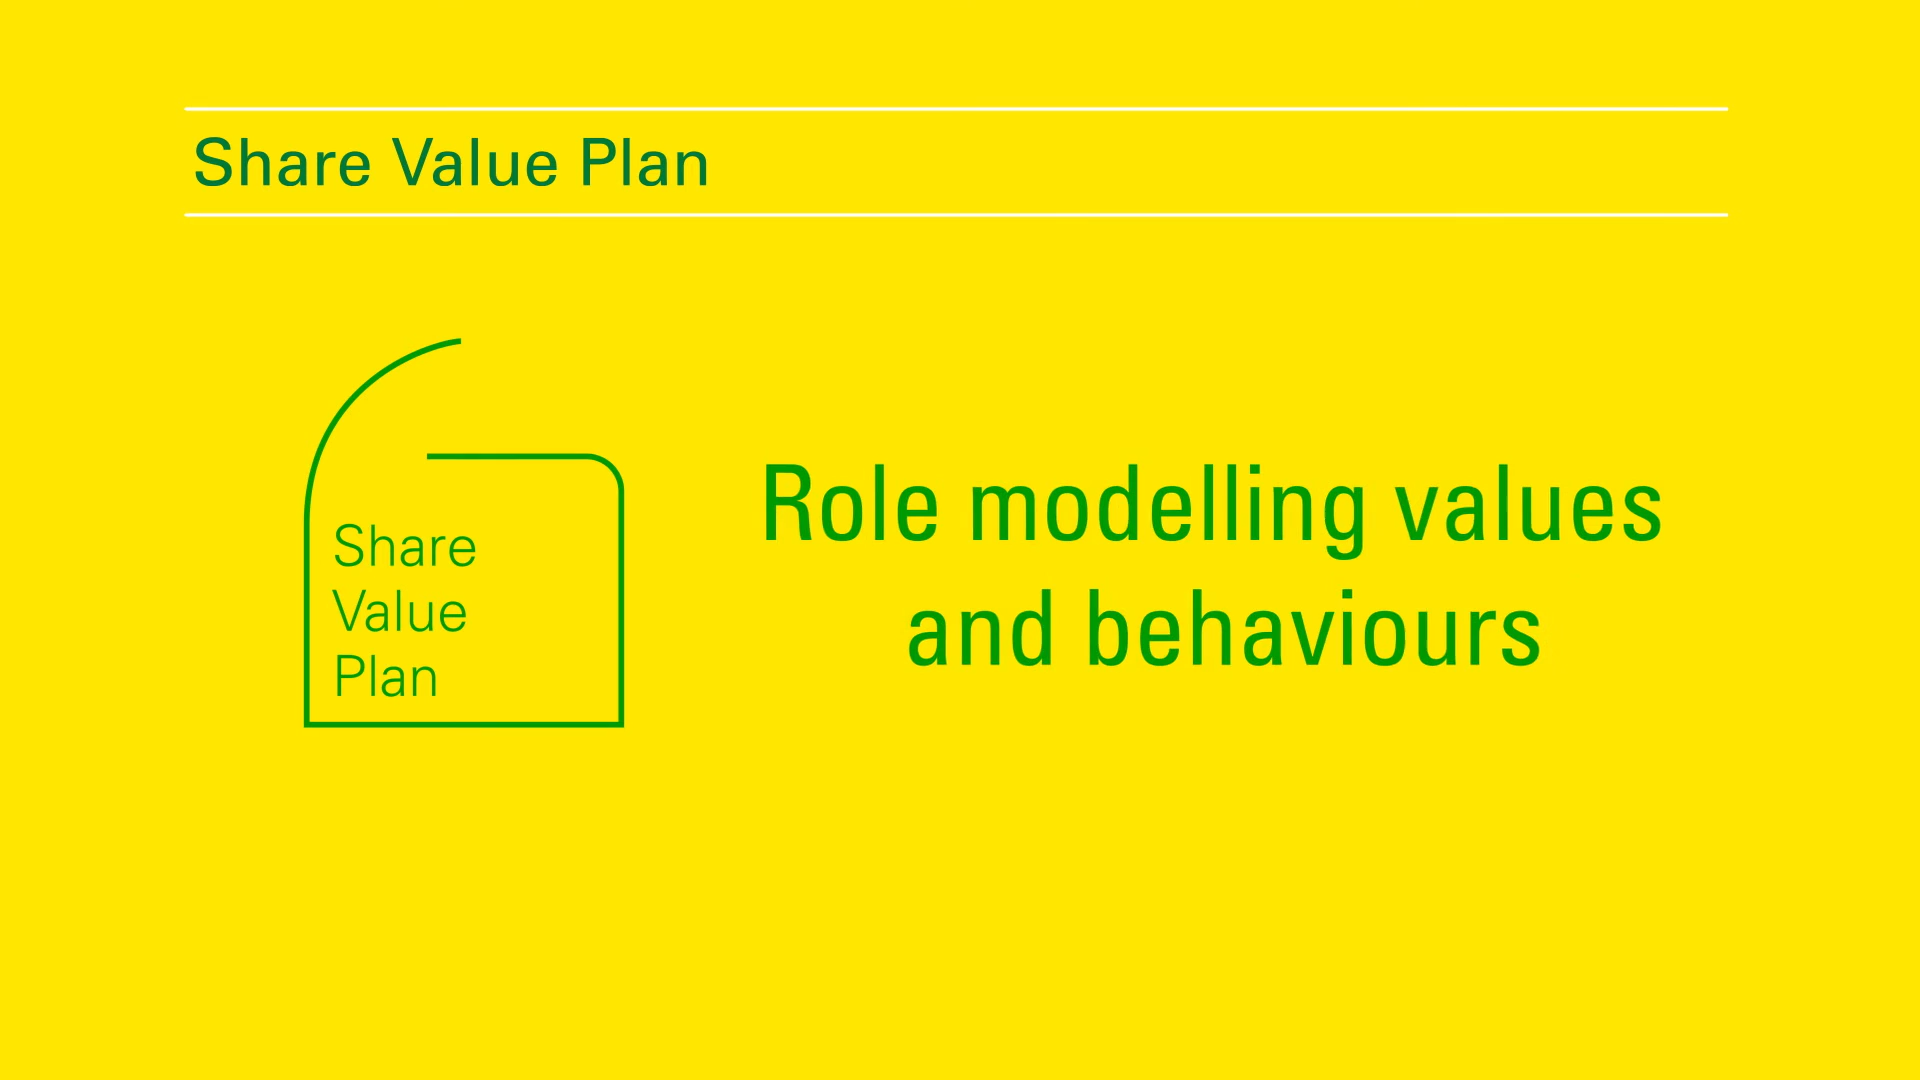 Share Value Plan
Share
Value
Plan
Role modelling values
and behaviours